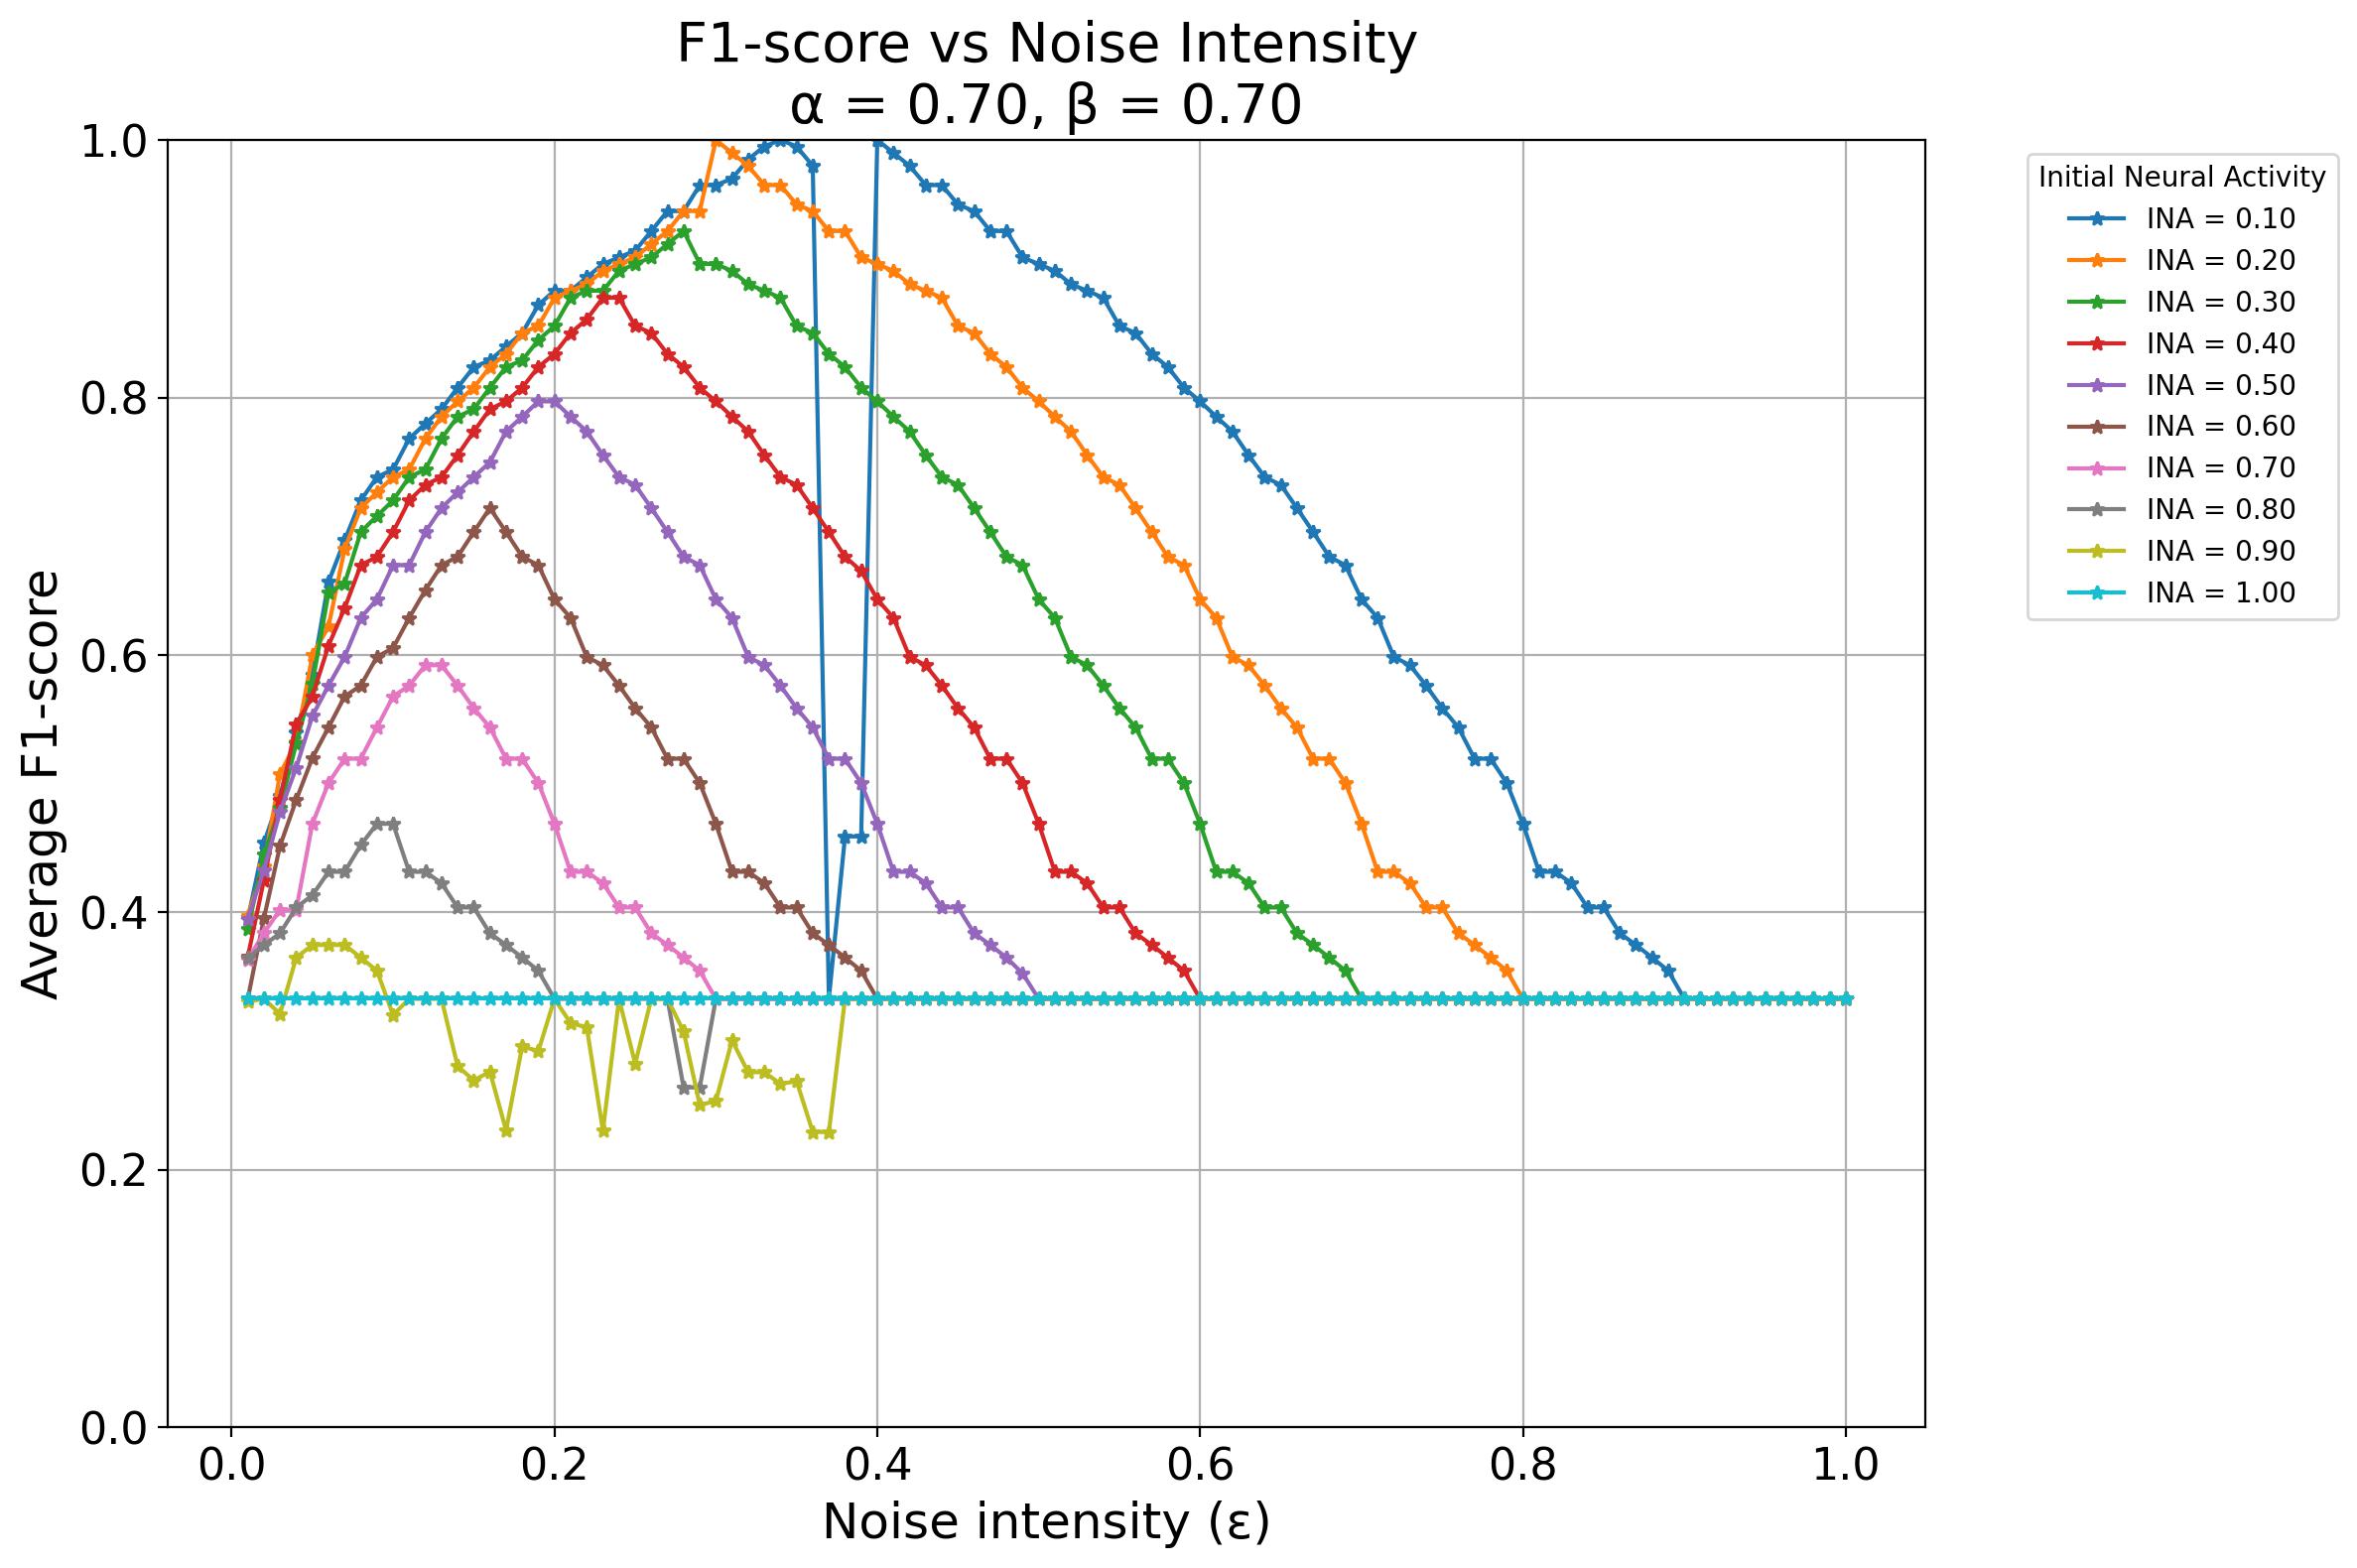 F1-score vs Noise Intensity
α = 0.70, β = 0.70
Average F1-score
1.0
0.8
0.6
0.4
0.2
0.0
0.0 0.2 0.4 0.6 0.8 1.0
Noise intensity (ε)
Initial Neural Activity
INA = 0.10
INA = 0.20
INA = 0.30
INA = 0.40
INA = 0.50
INA = 0.60
INA = 0.70
INA = 0.80
INA = 0.90
INA = 1.00